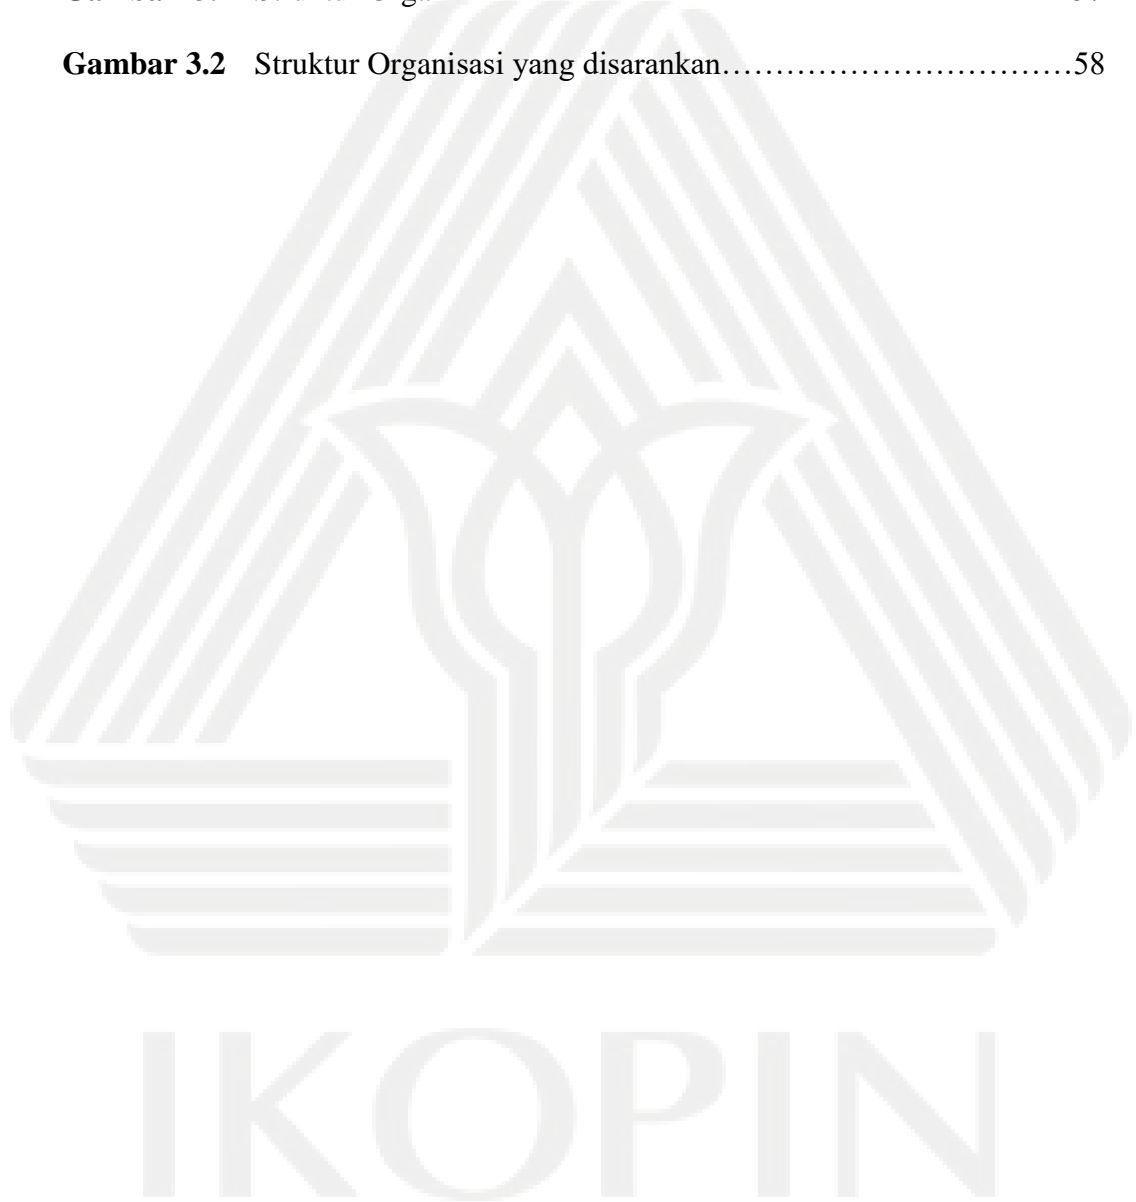 Gambar 3.2 Struktur Organisasi yang disarankan……………………………58
IKOPIN